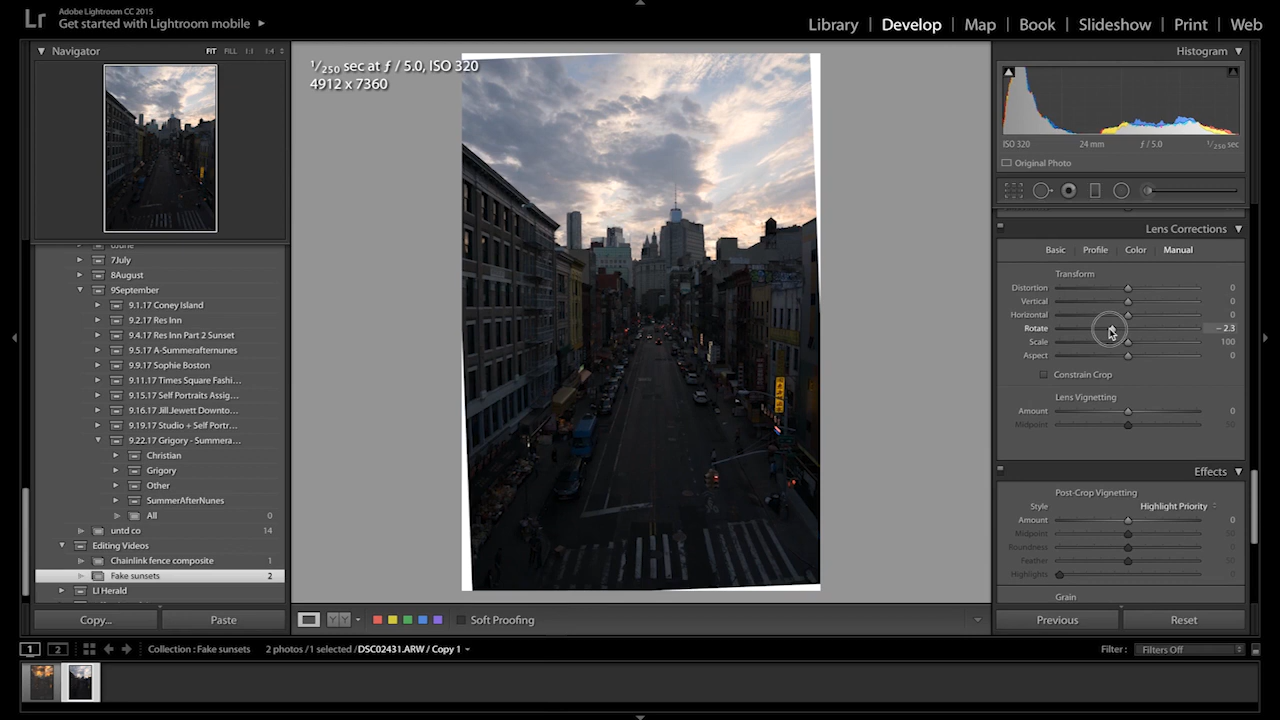 Lr
Adobe Lightroom CC 2015
Get started with Lightroom mobile
Library | Develop | Map | Book | Slideshow | Print | Web
Navigator FIT FILL 1:1 1:4
1/250 sec at ƒ / 5.0, ISO 320
4912 x 7360
Histogram
ISO 320 24 mm ƒ / 5.0 1/250 sec
Original Photo
7July
8August
9September
9.1.17 Coney Island
9.2.17 Res Inn
9.4.17 Res Inn Part 2 Sunset
9.5.17 A-Summerafternunes
9.9.17 Sophie Boston
9.11.17 Times Square Fashi...
9.15.17 Self Portraits Assig...
9.16.17 Jill.Jewett Downto...
9.19.17 Studio + Self Portr...
9.22.17 Grigory - Summera...
Christian
Grigory
Other
SummerAfterNunes
All 0
untd co 14
Editing Videos
Chainlink fence composite 1
Fake sunsets 2
LI Herald
Copy... Paste
Lens Corrections
Basic Profile Color Manual
Transform
Distortion 0
Vertical 0
Horizontal 0
Rotate – 2.3
Scale 100
Aspect 0
Constrain Crop
Lens Vignetting
Amount 0
Midpoint 50
Effects
Post-Crop Vignetting
Style Highlight Priority
Amount 0
Midpoint 50
Roundness 0
Feather 50
Highlights 0
Grain
Previous Reset
Y Y Soft Proofing
1 2 Collection : Fake sunsets 2 photos / 1 selected / DSC02431.ARW / Copy 1 Filter : Filters Off